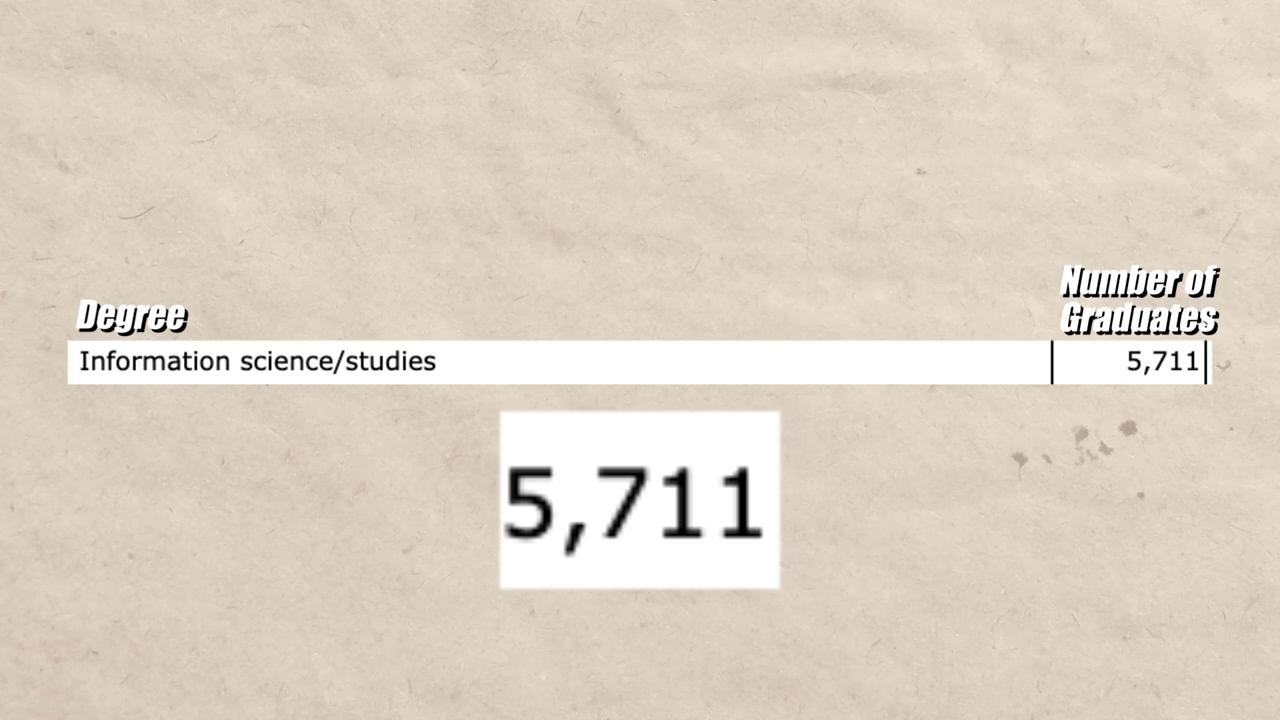 Degree
Number of
Graduates
Information science/studies 5,711
5,711